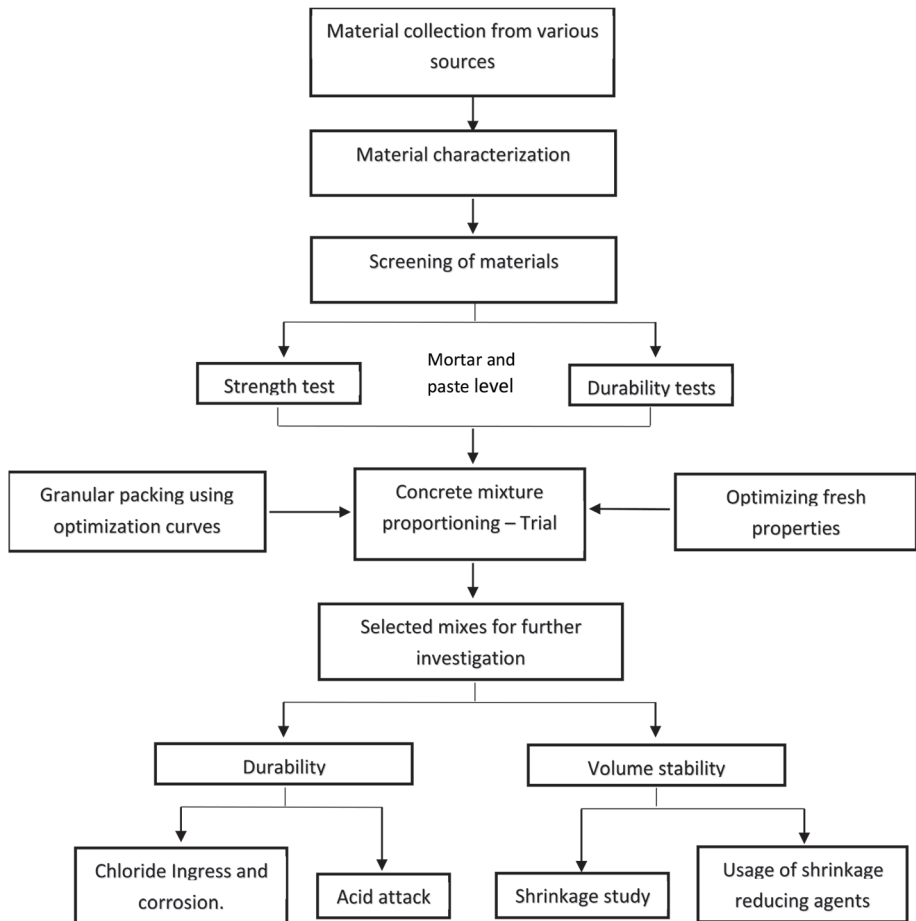 Material collection from various
sources
Material characterization
Screening of materials
Strength test
Mortar and
paste level
Durability tests
Granular packing using
optimization curves
Concrete mixture
proportioning – Trial
Optimizing fresh
properties
Selected mixes for further
investigation
Durability
Volume stability
Chloride Ingress and
corrosion.
Acid attack
Shrinkage study
Usage of shrinkage
reducing agents